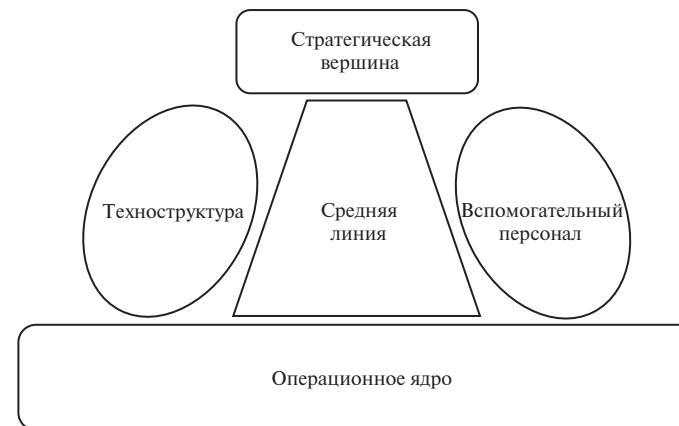 Стратегическая
вершина
Техноструктура
Средняя
линия
Вспомогательный
персонал
Операционное ядро